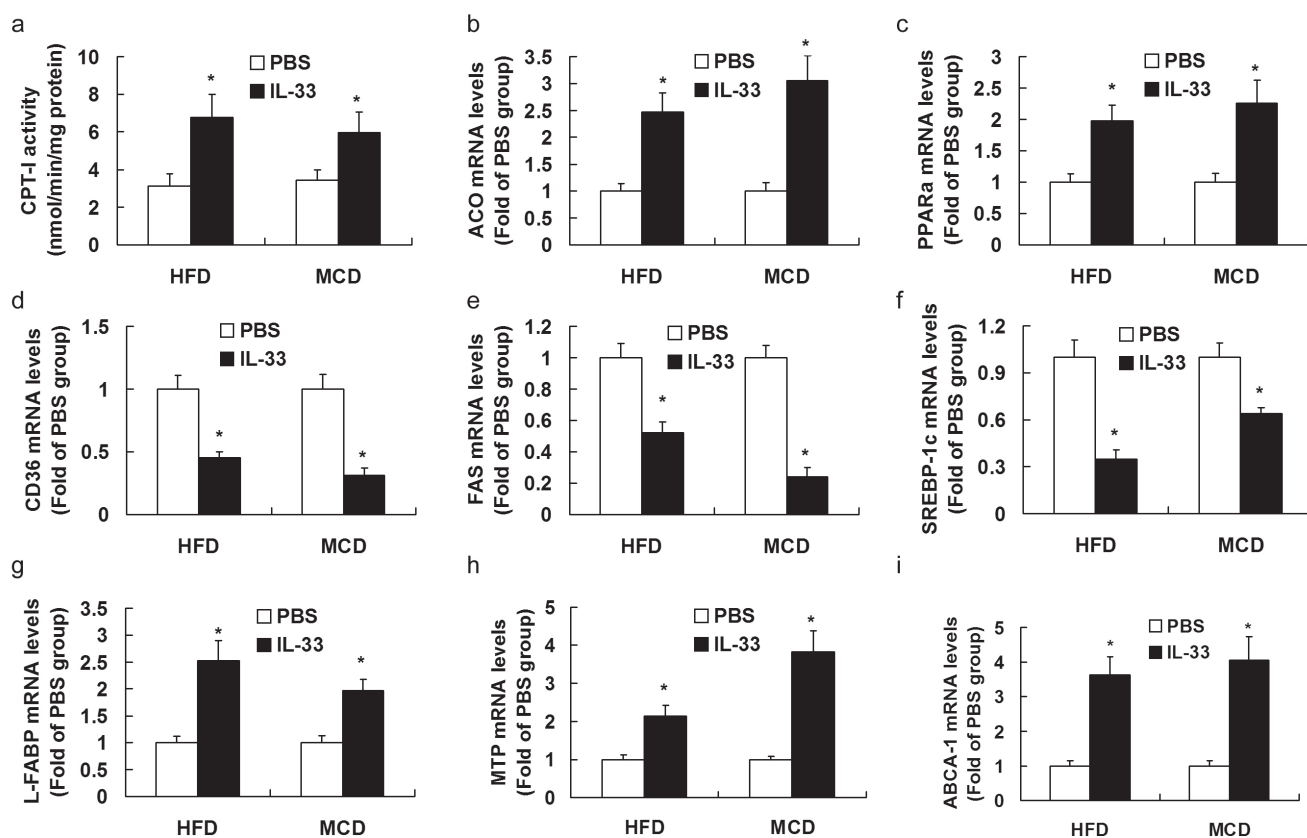 a
CPT-I activity
(nmol/min/mg protein)
10
8
6
4
2
0
PBS
IL-33
*
*
HFD
MCD
b
ACO mRNA levels
(Fold of PBS group)
3.5
3
2.5
2
1.5
1
0.5
0
PBS
IL-33
*
*
HFD
MCD
c
PPARa mRNA levels
(Fold of PBS group)
3
2.5
2
1.5
1
0.5
0
PBS
IL-33
*
*
HFD
MCD
d
CD36 mRNA levels
(Fold of PBS group)
1.5
1
0.5
0
PBS
IL-33
*
*
HFD
MCD
e
FAS mRNA levels
(Fold of PBS group)
1.2
1
0.8
0.6
0.4
0.2
0
PBS
IL-33
*
*
HFD
MCD
f
SREBP-1c mRNA levels
(Fold of PBS group)
1.2
0.9
0.6
0.3
0
PBS
IL-33
*
*
HFD
MCD
g
L-FABP mRNA levels
(Fold of PBS group)
3.5
3
2.5
2
1.5
1
0.5
0
PBS
IL-33
*
*
HFD
MCD
h
MTP mRNA levels
(Fold of PBS group)
5
4
3
2
1
0
PBS
IL-33
*
*
HFD
MCD
i
ABCA-1 mRNA levels
(Fold of PBS group)
5
4
3
2
1
0
PBS
IL-33
*
*
HFD
MCD